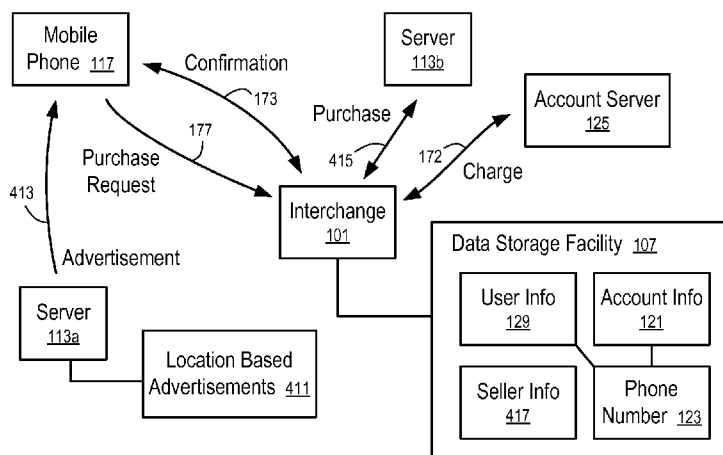 Mobile
Phone 117
Confirmation
173
Server
113b
Account Server
125
Purchase
415
172
Charge
177
Purchase
Request
413
Advertisement
Interchange
101
Data Storage Facility 107
User Info
129
Account Info
121
Server
113a
Location Based
Advertisements 411
Seller Info
417
Phone
Number 123